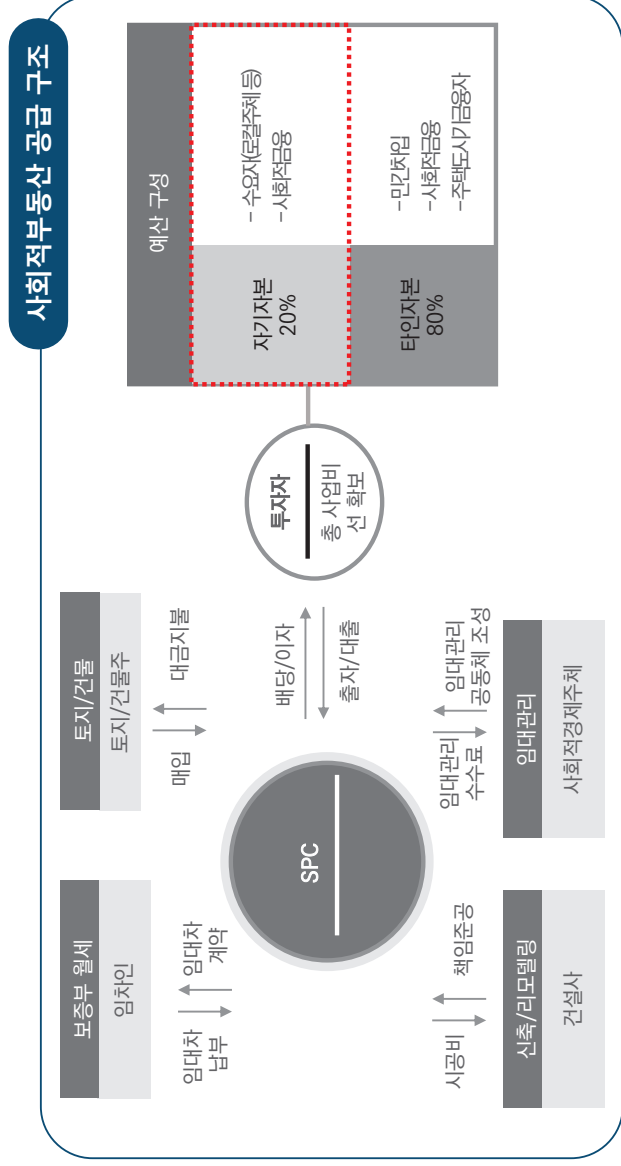 사회적부동산 공급 구조
보증부 월세
임차인
임대차
납부
임대차
계약
토지/건물
토지/건물주
매입
대금지불
SPC
배당/이자
출자/대출
투자자
총 사업비
선 확보
예산 구성
자기자본
20%
- 수요자(로컬주체 등)
- 사회적금융
타인자본
80%
- 민간차입
- 사회적금융
- 주택도시기금융자
시공비
책임준공
신축/리모델링
건설사
임대관리
수수료
임대관리
공동체 조성
임대관리
사회적경제주체